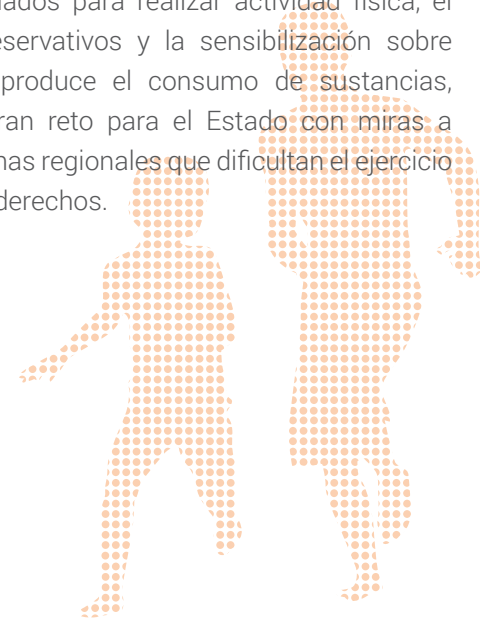 ados para realizar actividad física, el
eservativos y la sensibilización sobre
produce el consumo de sustancias,
ran reto para el Estado con miras a
nas regionales que dificultan el ejercicio
derechos.